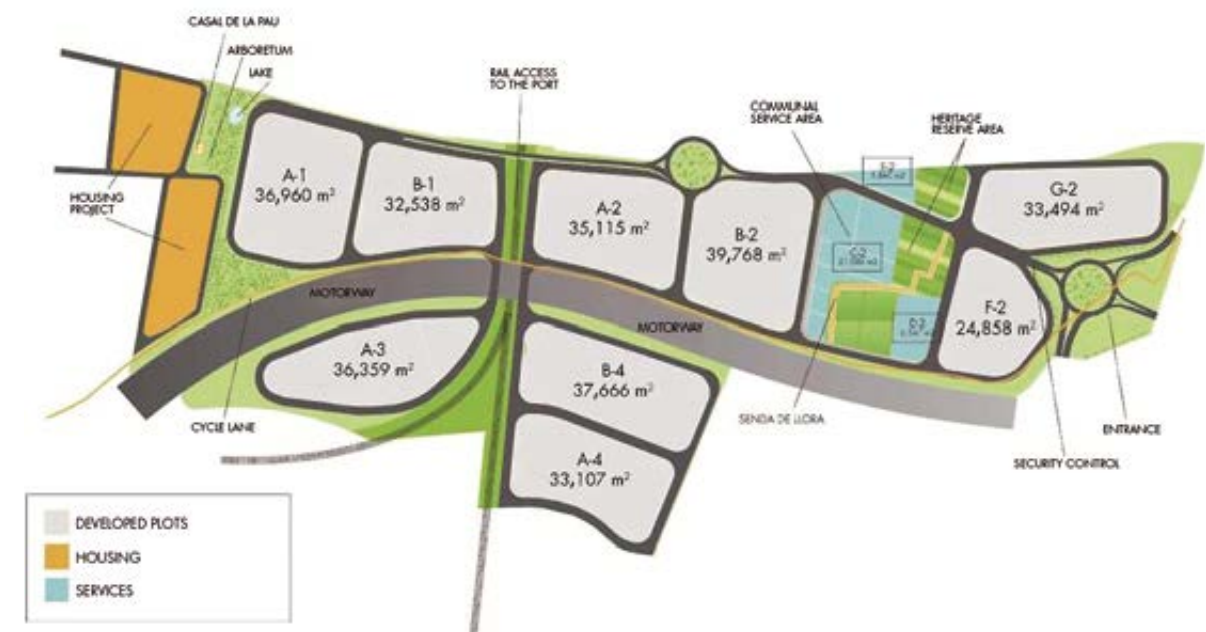 CASAL DE LA PAU
ARBORETUM
LAKE
RAIL ACCESS
TO THE PORT
COMMUNAL
SERVICE AREA
HERITAGE
RESERVE AREA
HOUSING
PROJECT
A-1
36,960 m²
B-1
32,538 m²
A-2
35,115 m²
B-2
39,768 m²
G-2
33,494 m²
F-2
24,858 m²
C-2
MOTORWAY
MOTORWAY
A-3
36,359 m²
B-4
37,666 m²
A-4
33,107 m²
CYCLE LANE
SENDA DE LLORA
ENTRANCE
SECURITY CONTROL
DEVELOPED PLOTS
HOUSING
SERVICES